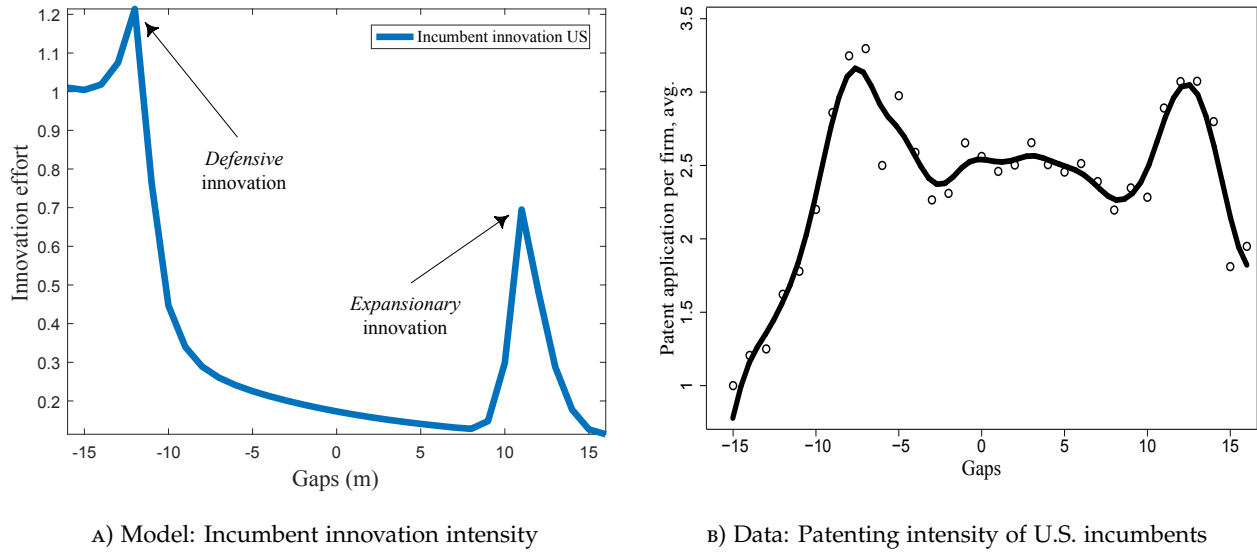 1.2
1.1
1
0.9
0.8
0.7
0.6
0.5
0.4
0.3
0.2
Innovation effort
Incumbent innovation US
Defensive
innovation
Expansionary
innovation
-15 -10 -5 0 5 10 15
Gaps (m)
A) Model: Incumbent innovation intensity
3.5
3
2.5
2
1.5
1
Patent application per firm, avg.
−15 −10 −5 0 5 10 15
Gaps
B) Data: Patenting intensity of U.S. incumbents